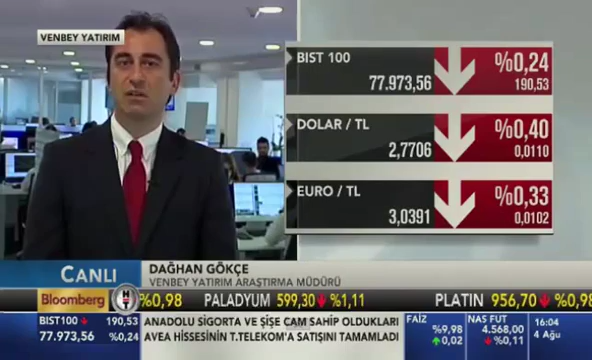 VENBEY YATIRIM
BIST 100
%0,24
77.973,56
190,53
DOLAR / TL
%0,40
2,7706
0,0110
EURO / TL
%0,33
3,0391
0,0102
CANLI
DAĞHAN GÖKÇE
VENBEY YATIRIM ARAŞTIRMA MÜDÜRÜ
Bloomberg HT %0,98 PALADYUM 599,30 %1,11 PLATİN 956,70 %0,98
BIST100 190,53
77.973,56 %0,24
ANADOLU SİGORTA VE ŞİŞE CAM SAHİP OLDUKLARI
AVEA HİSSESİNİN T.TELEKOM'A SATIŞINI TAMAMLADI
FAİZ %9,98
0,02
NAS FUT 4.568,00
%0,11
16:04
4 Ağu